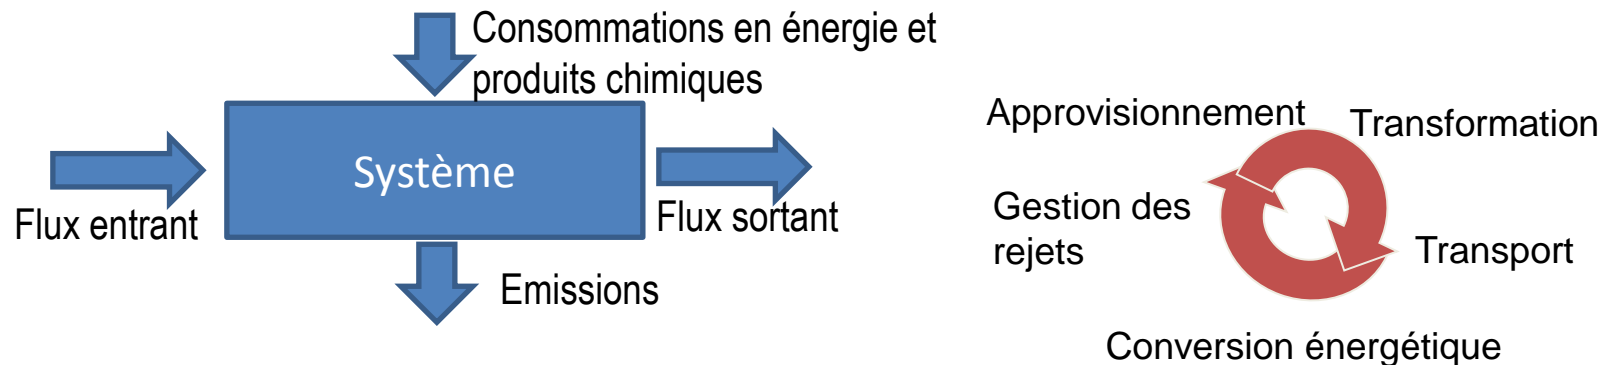 Consommations en énergie et
produits chimiques
Système
Flux entrant
Flux sortant
Emissions
Approvisionnement
Transformation
Gestion des
rejets
Transport
Conversion énergétique